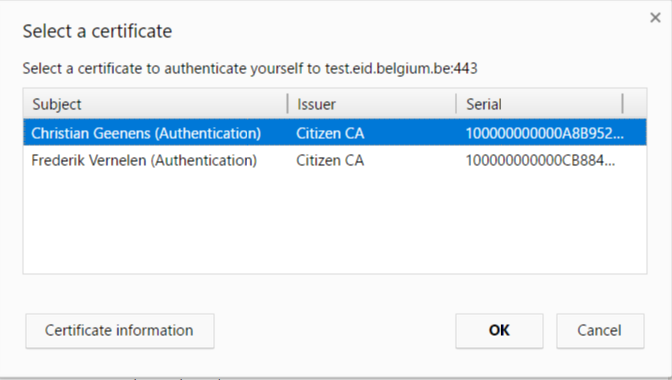 Select a certificate
Select a certificate to authenticate yourself to test.eid.belgium.be:443
Subject Issuer Serial
Christian Geenens (Authentication) Citizen CA 100000000000A8B952...
Frederik Vernelen (Authentication) Citizen CA 100000000000CB884...
Certificate information OK Cancel